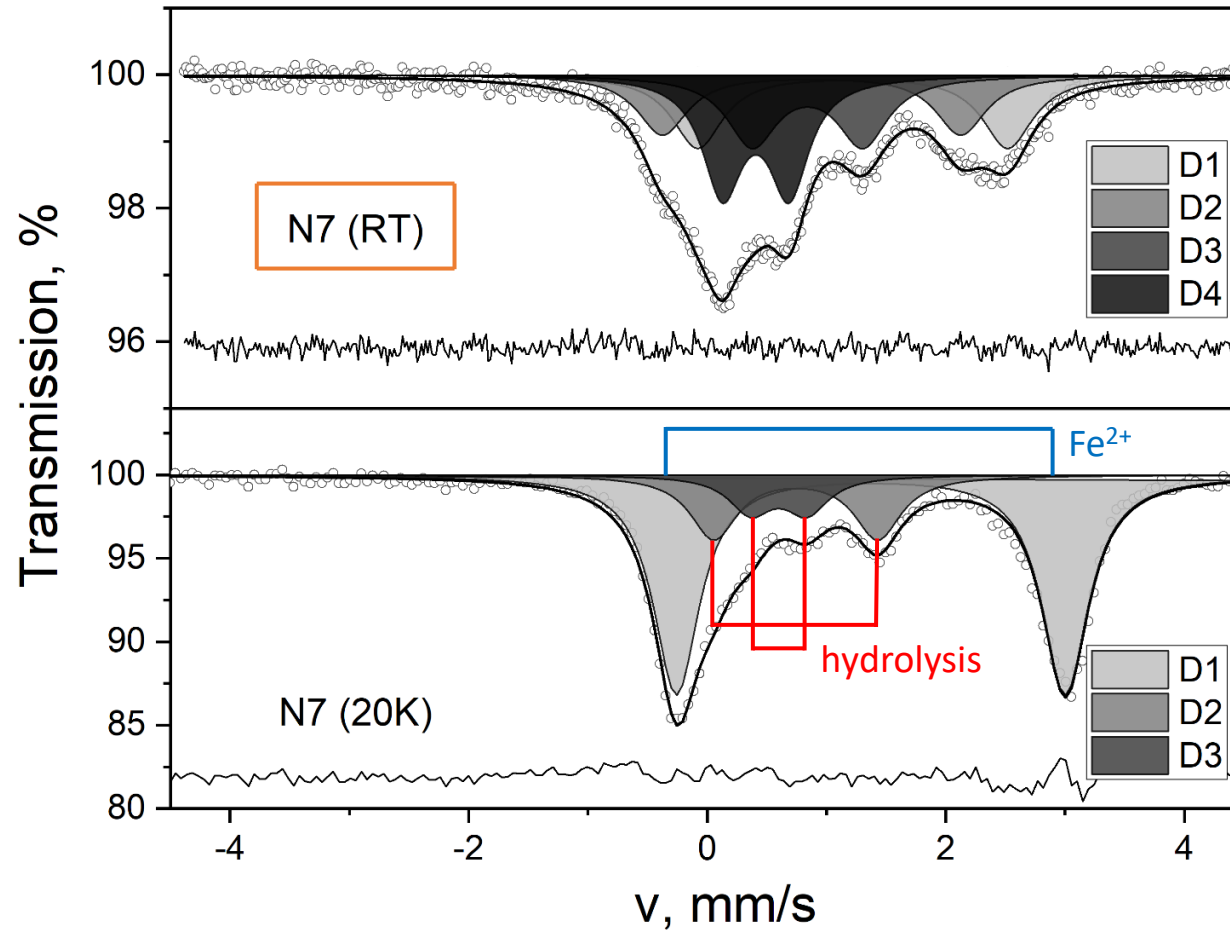 Transmission, %
100
98
96
N7 (RT)
D1
D2
D3
D4
100
95
90
85
80
Fe²⁺
hydrolysis
N7 (20K)
D1
D2
D3
-4
-2
0
2
4
v, mm/s